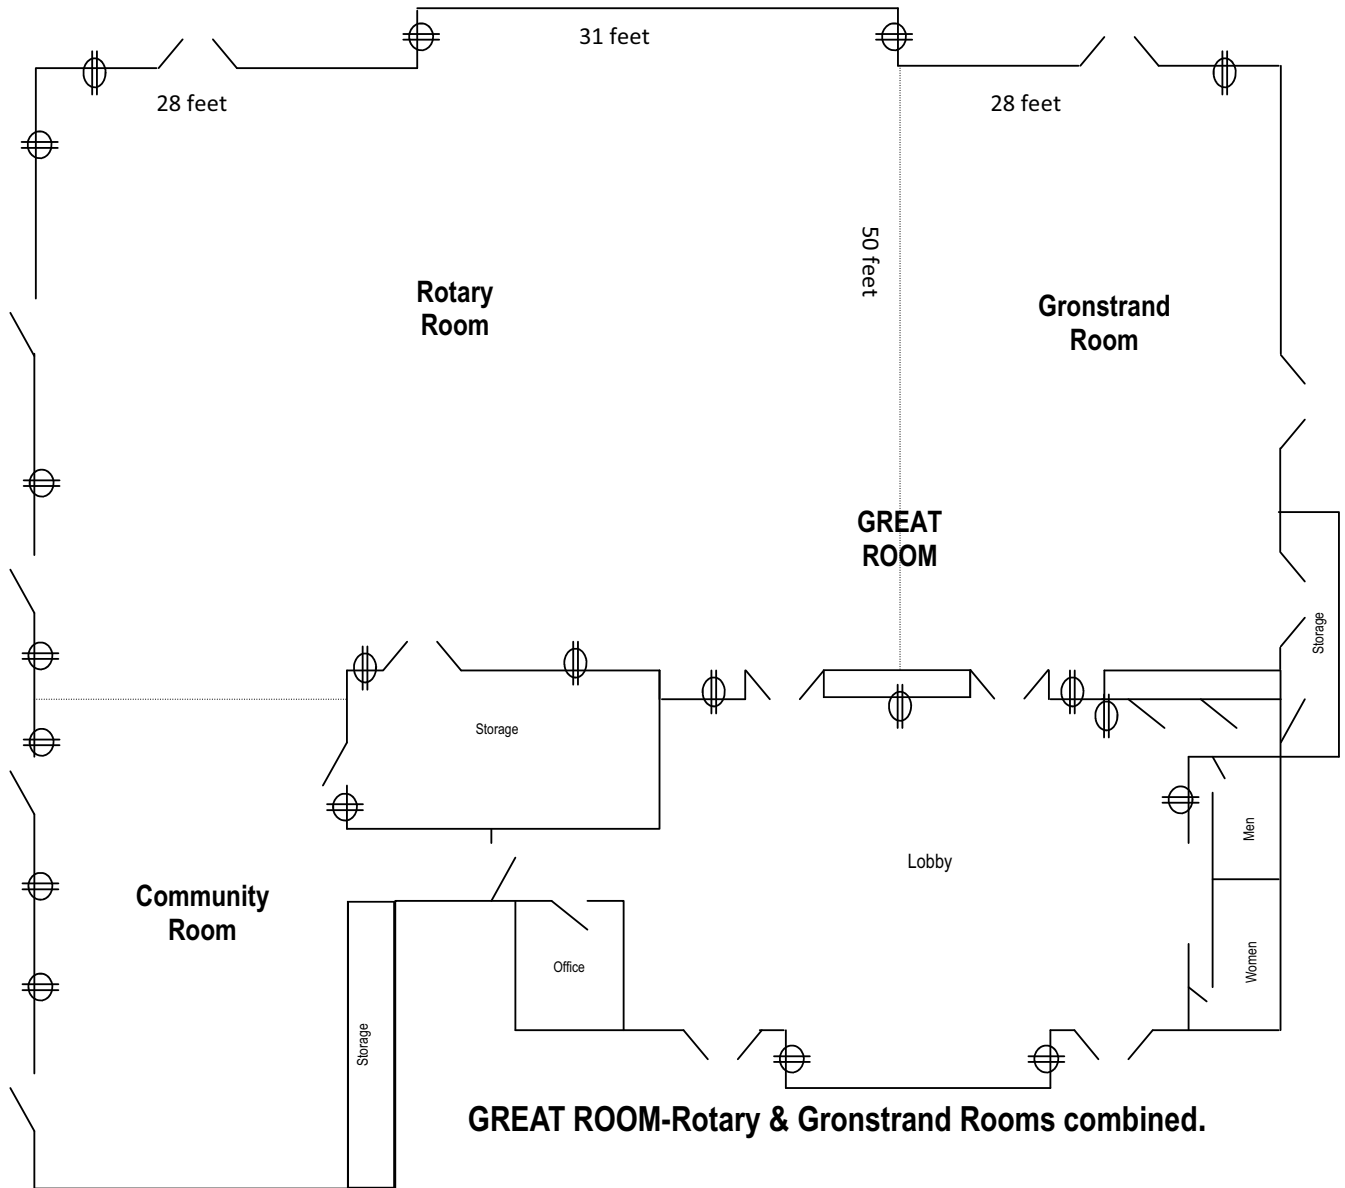 31 feet
28 feet
28 feet
50 feet
Rotary
Room
Gronstrand
Room
GREAT
ROOM
Storage
Storage
Lobby
Men
Community
Room
Office
Women
Storage
GREAT ROOM-Rotary & Gronstrand Rooms combined.